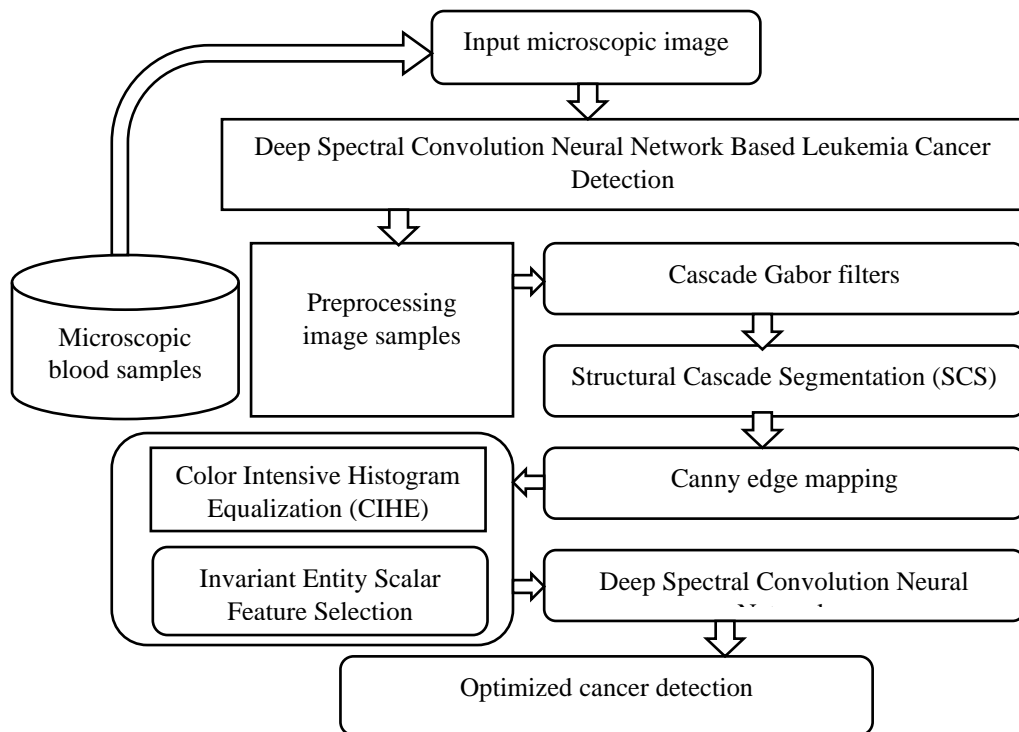 Input microscopic image
Deep Spectral Convolution Neural Network Based Leukemia Cancer
Detection
Preprocessing
image samples
Cascade Gabor filters
Microscopic
blood samples
Structural Cascade Segmentation (SCS)
Color Intensive Histogram
Equalization (CIHE)
Canny edge mapping
Invariant Entity Scalar
Feature Selection
Deep Spectral Convolution Neural
Optimized cancer detection